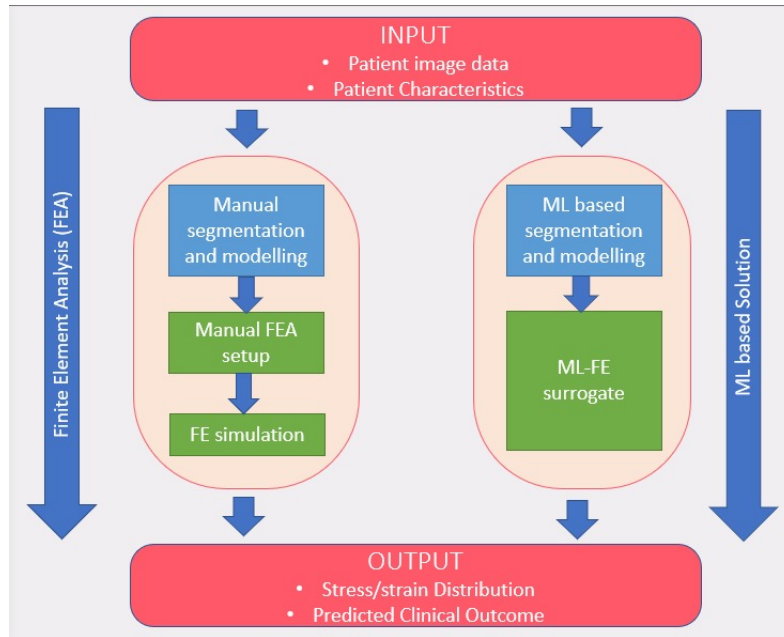 INPUT
• Patient image data
• Patient Characteristics
Finite Element Analysis (FEA)
Manual
segmentation
and modelling
Manual FEA
setup
FE simulation
ML based
segmentation
and modelling
ML-FE
surrogate
ML based Solution
OUTPUT
• Stress/strain Distribution
• Predicted Clinical Outcome